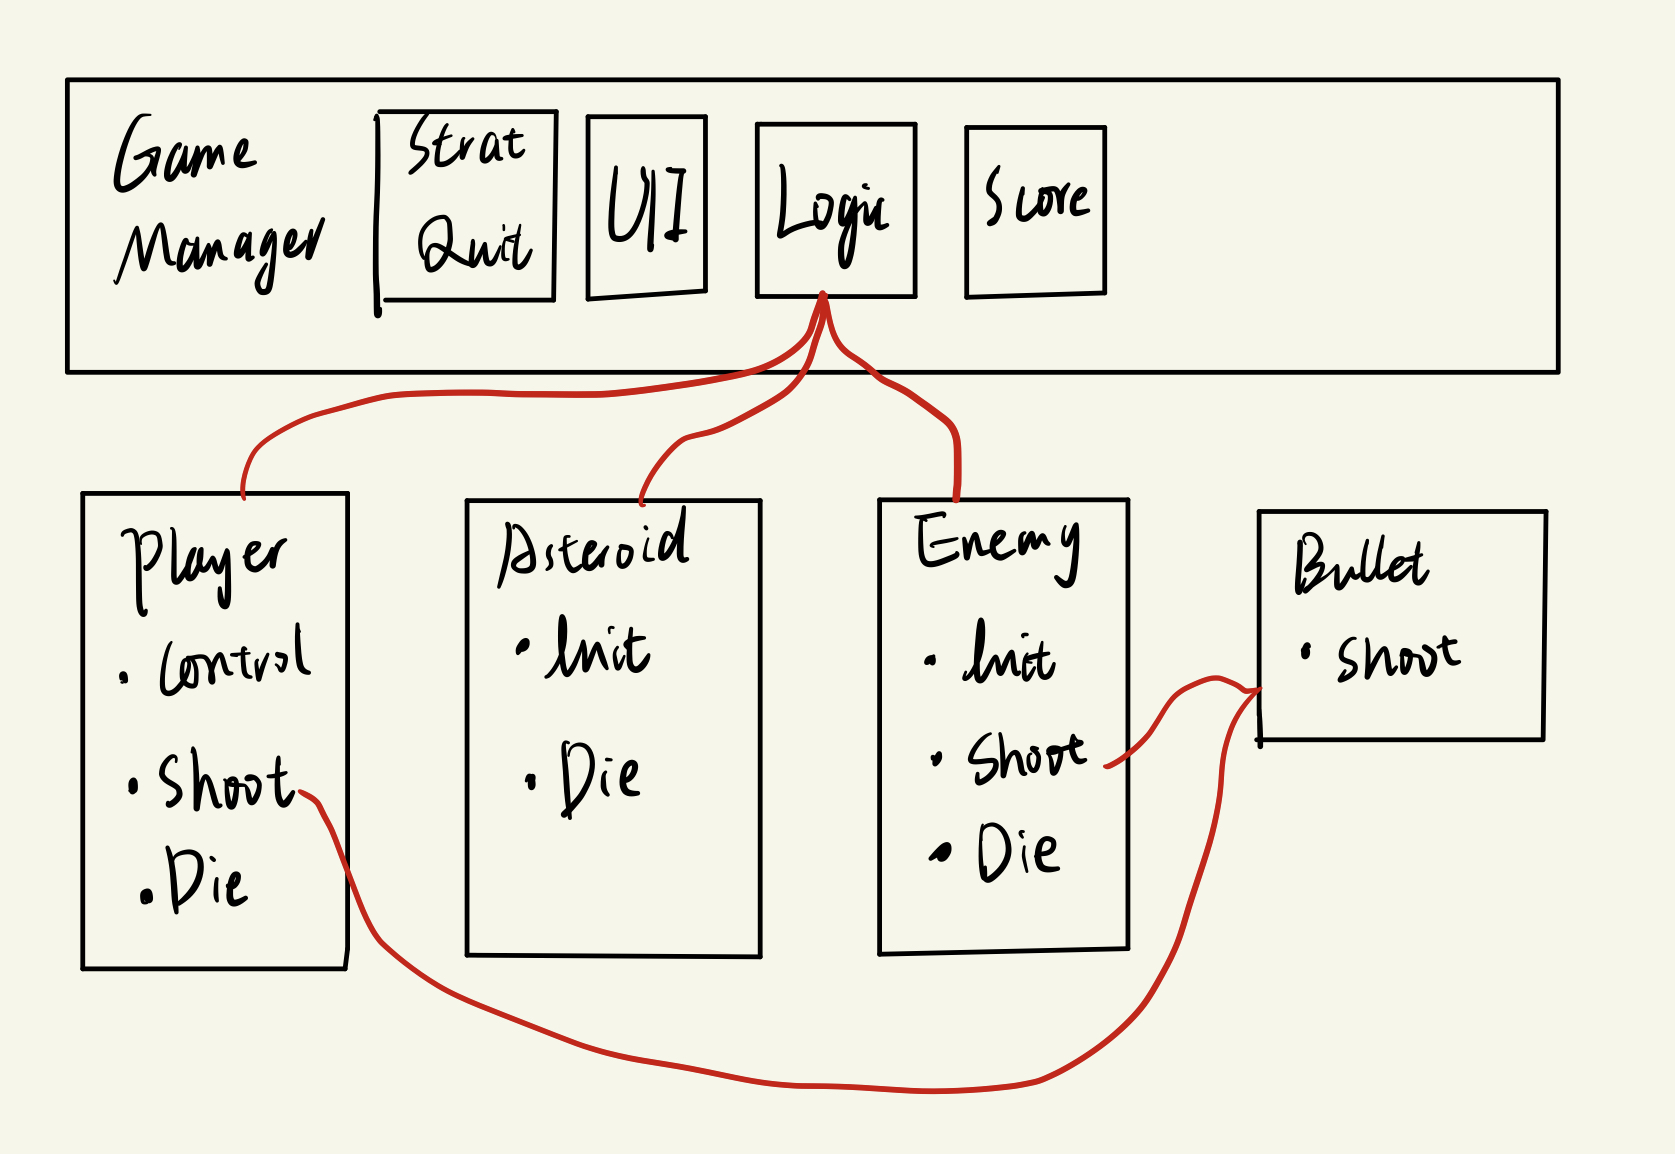 Game
Manager
Strat
Quit
UI
Logic
Score
Player
• Control
• Shoot
• Die
Asteroid
• Init
• Die
Enemy
• Init
• Shoot
• Die
Bullet
• Shoot